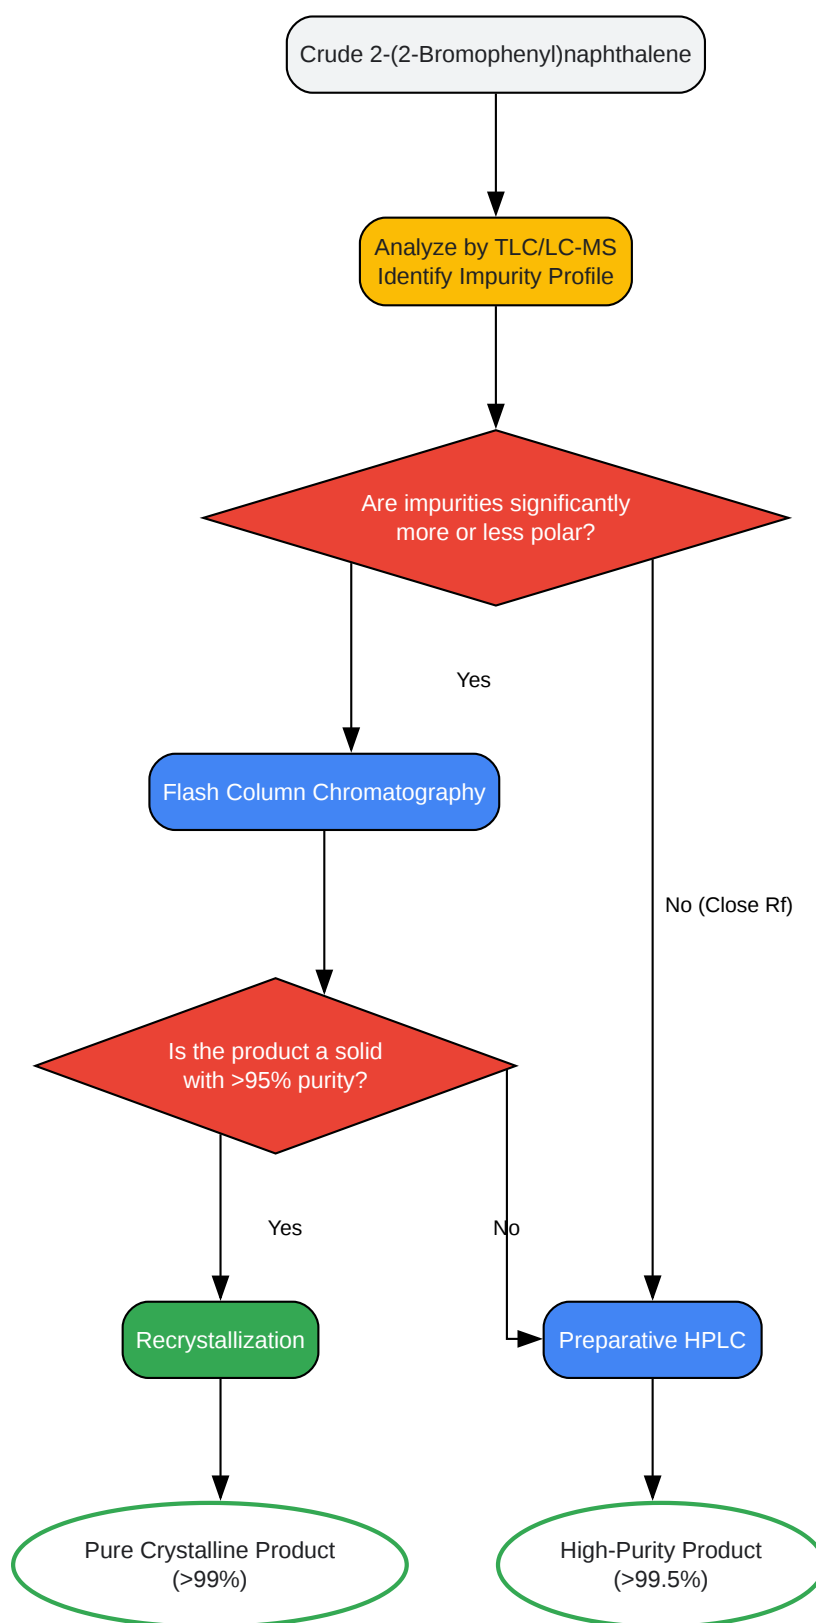 Crude 2-(2-Bromophenyl)naphthalene
Analyze by TLC/LC-MS
Identify Impurity Profile
Are impurities significantly
more or less polar?
Yes
Flash Column Chromatography
No (Close Rf)
Is the product a solid
with >95% purity?
Yes
No
Recrystallization
Preparative HPLC
Pure Crystalline Product
(>99%)
High-Purity Product
(>99.5%)